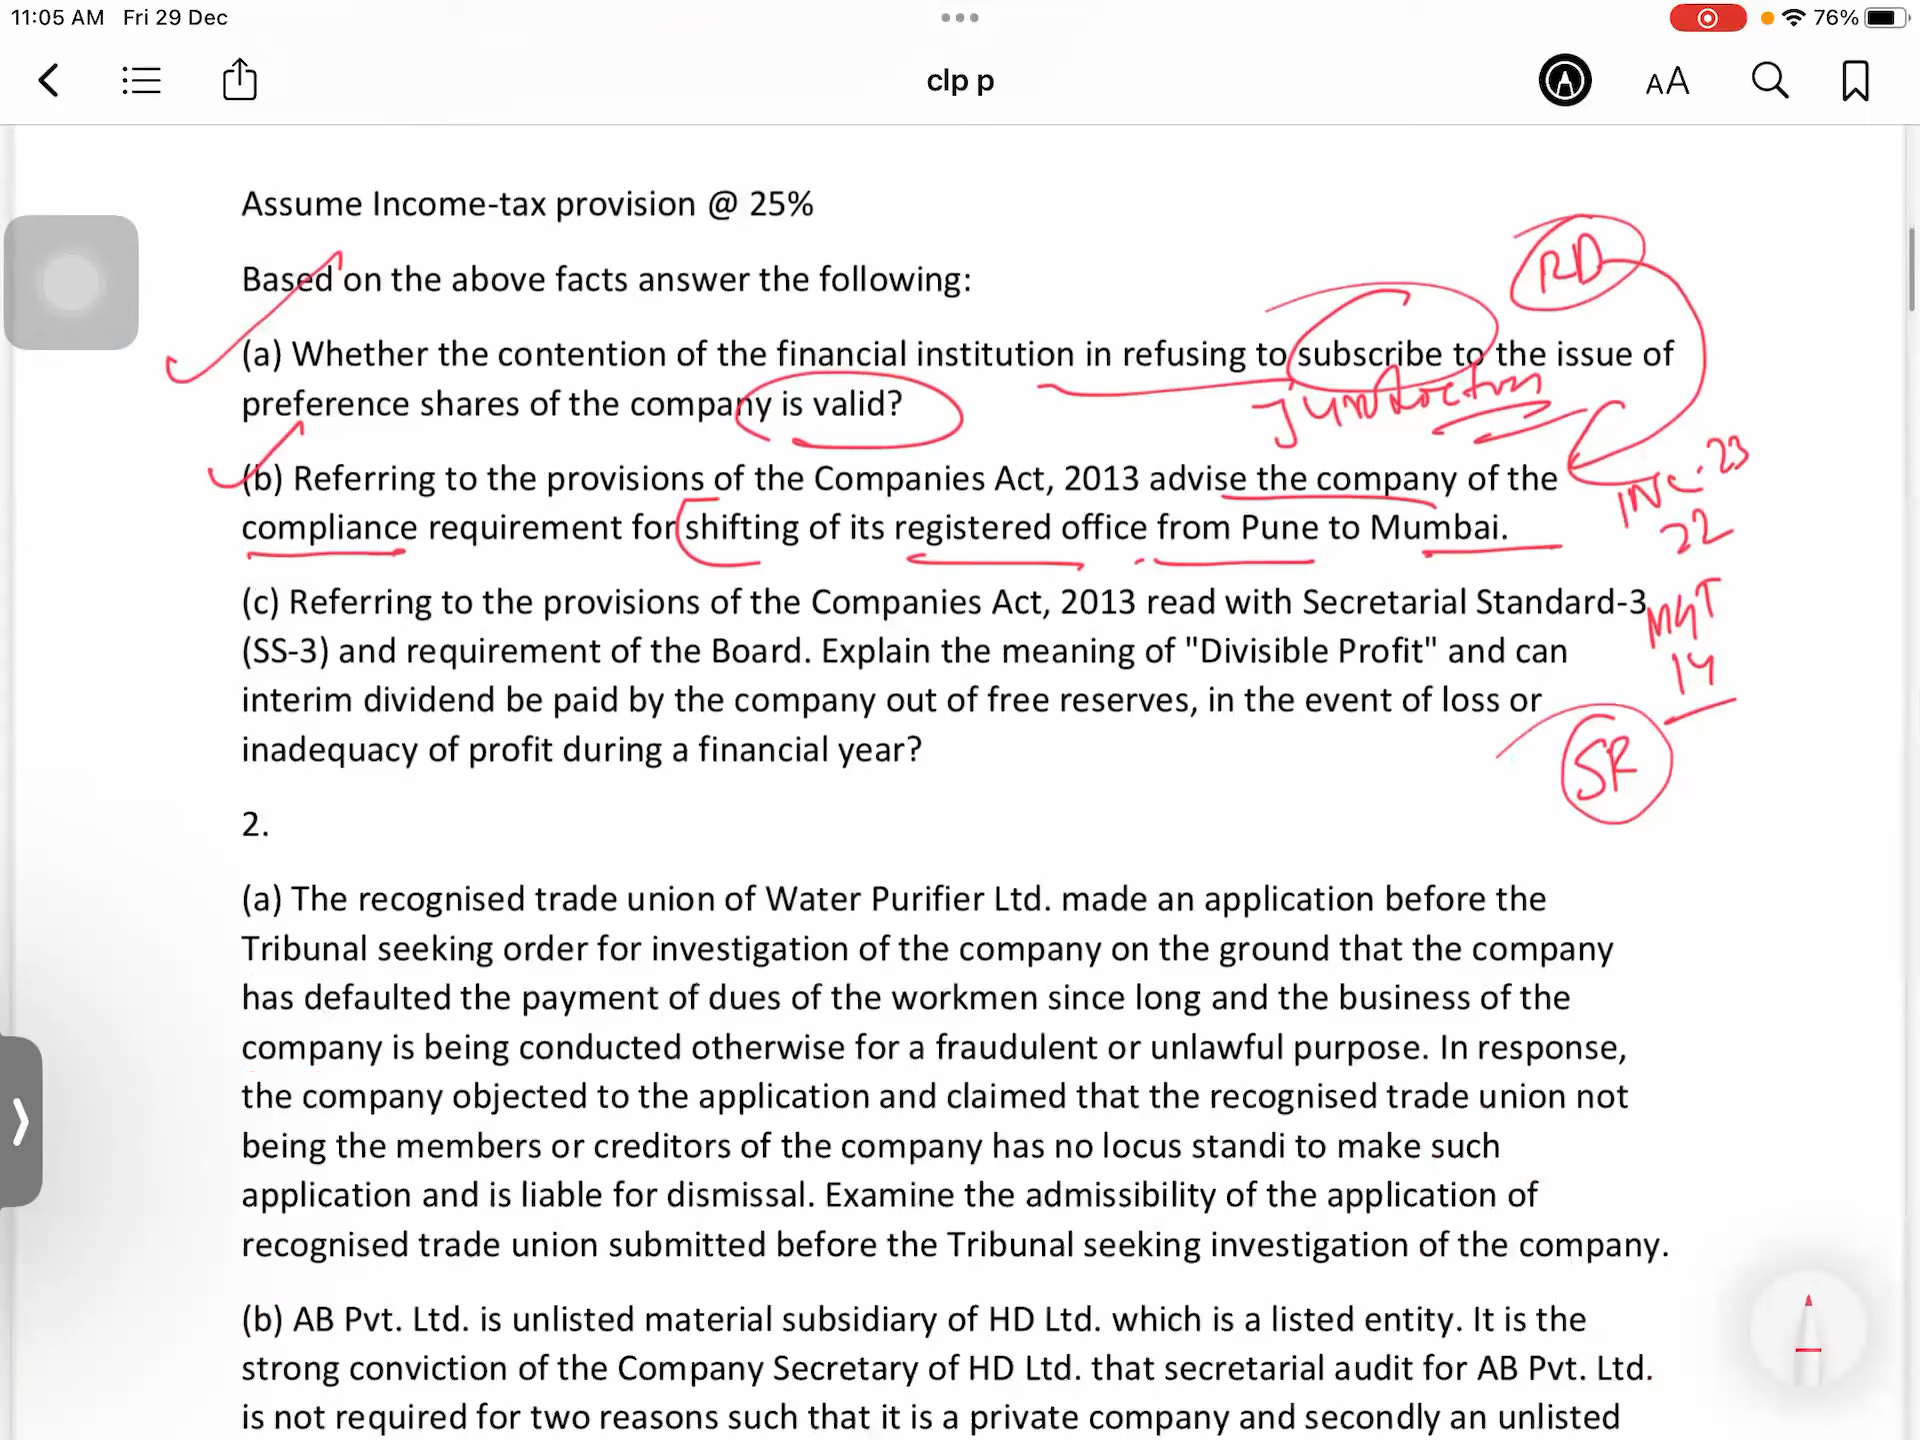 11:05 AM Fri 29 Dec
76%
clp p
AA
Assume Income-tax provision @ 25%
RD
Based on the above facts answer the following:
(a) Whether the contention of the financial institution in refusing to subscribe to the issue of
preference shares of the company is valid?
INC-23
(b) Referring to the provisions of the Companies Act, 2013 advise the company of the
compliance requirement for shifting of its registered office from Pune to Mumbai.
22
(c) Referring to the provisions of the Companies Act, 2013 read with Secretarial Standard-3
MGT
(SS-3) and requirement of the Board. Explain the meaning of "Divisible Profit" and can
14
interim dividend be paid by the company out of free reserves, in the event of loss or
inadequacy of profit during a financial year?
SR
2.
(a) The recognised trade union of Water Purifier Ltd. made an application before the
Tribunal seeking order for investigation of the company on the ground that the company
has defaulted the payment of dues of the workmen since long and the business of the
company is being conducted otherwise for a fraudulent or unlawful purpose. In response,
the company objected to the application and claimed that the recognised trade union not
being the members or creditors of the company has no locus standi to make such
application and is liable for dismissal. Examine the admissibility of the application of
recognised trade union submitted before the Tribunal seeking investigation of the company.
(b) AB Pvt. Ltd. is unlisted material subsidiary of HD Ltd. which is a listed entity. It is the
strong conviction of the Company Secretary of HD Ltd. that secretarial audit for AB Pvt. Ltd.
is not required for two reasons such that it is a private company and secondly an unlisted